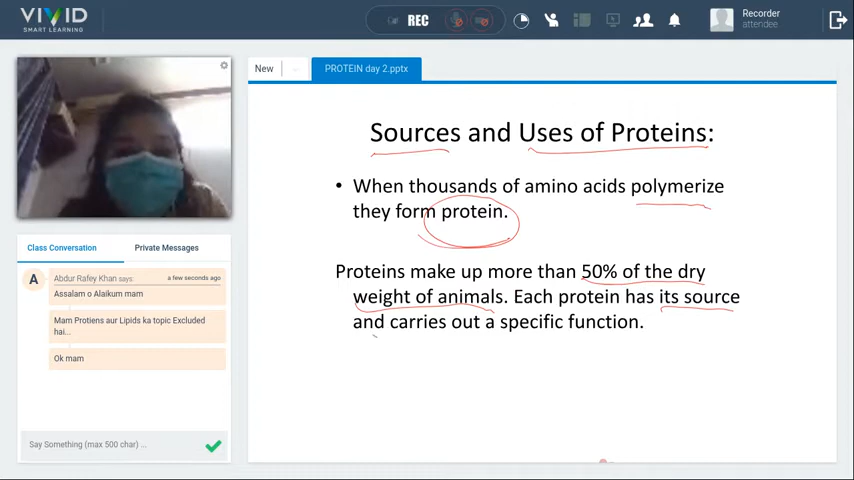 VIVID
SMART LEARNING
REC
Recorder
attendee
New
PROTEIN day 2.pptx
Sources and Uses of Proteins:
• When thousands of amino acids polymerize
they form protein.
Proteins make up more than 50% of the dry
weight of animals. Each protein has its source
and carries out a specific function.
Class Conversation
Private Messages
A
Abdur Rafey Khan says:
a few seconds ago
Assalam o Alaikum mam
Mam Protiens aur Lipids ka topic Excluded
hai...
Ok mam
Say Something (max 500 char) ...